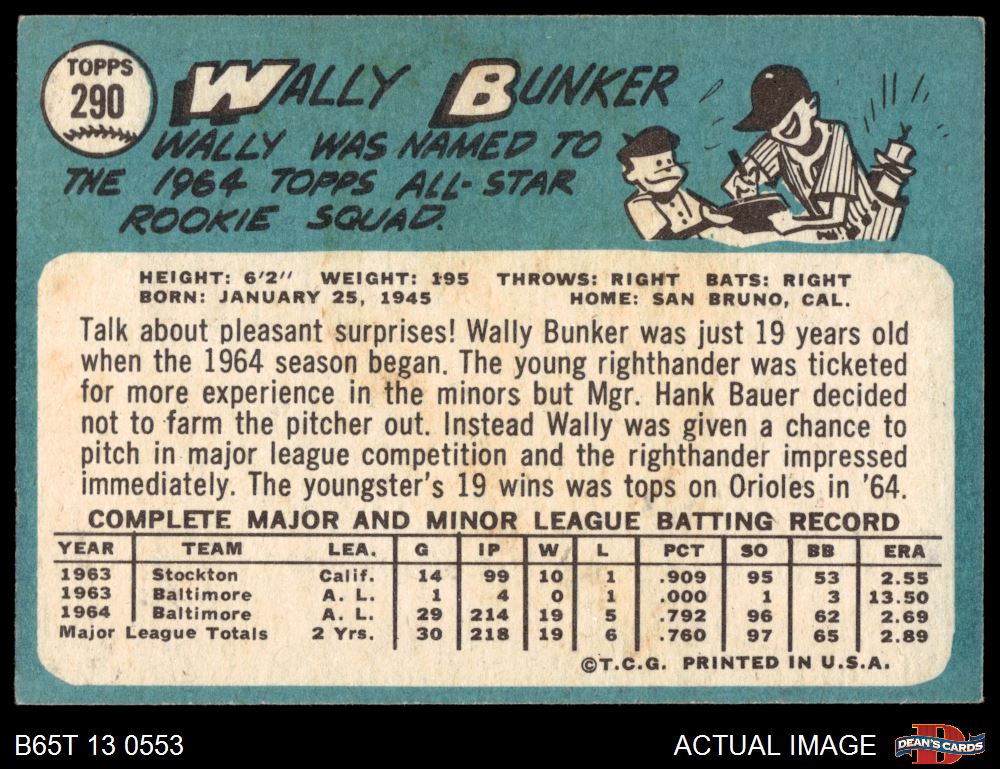 TOPPS
290
WALLY BUNKER
WALLY WAS NAMED TO
THE 1964 TOPPS ALL-STAR
ROOKIE SQUAD.
HEIGHT: 6'2" WEIGHT: 195 THROWS: RIGHT BATS: RIGHT
BORN: JANUARY 25, 1945 HOME: SAN BRUNO, CAL.
Talk about pleasant surprises! Wally Bunker was just 19 years old
when the 1964 season began. The young righthander was ticketed
for more experience in the minors but Mgr. Hank Bauer decided
not to farm the pitcher out. Instead Wally was given a chance to
pitch in major league competition and the righthander impressed
immediately. The youngster's 19 wins was tops on Orioles in '64.
COMPLETE MAJOR AND MINOR LEAGUE BATTING RECORD
YEAR TEAM LEA. G IP W L PCT SO BB ERA
1963 Stockton Calif. 14 99 10 1 .909 95 53 2.55
1963 Baltimore A. L. 1 4 0 1 .000 1 3 13.50
1964 Baltimore A. L. 29 214 19 5 .792 96 62 2.69
Major League Totals 2 Yrs. 30 218 19 6 .760 97 65 2.89
©T.C.G. PRINTED IN U.S.A.
B65T 13 0553 ACTUAL IMAGE
DEAN'S CARDS